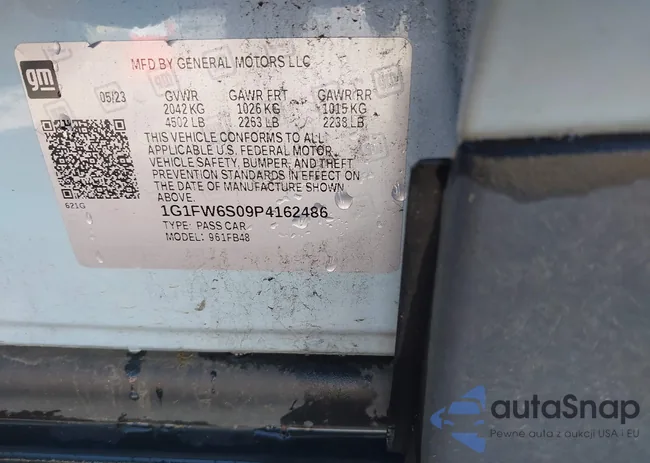 gm
MFD BY GENERAL MOTORS LLC
05/23 GVWR GAWR FRT GAWR RR
2042 KG 1026 KG 1015 KG
4502 LB 2263 LB 2238 LB
THIS VEHICLE CONFORMS TO ALL
APPLICABLE U.S. FEDERAL MOTOR
VEHICLE SAFETY, BUMPER, AND THEFT
PREVENTION STANDARDS IN EFFECT ON
THE DATE OF MANUFACTURE SHOWN
ABOVE.
621G
1G1FW6S09P4162486
TYPE: PASS CAR
MODEL: 961FB48
autaSnap
Pewne auta z aukcji USA i EU